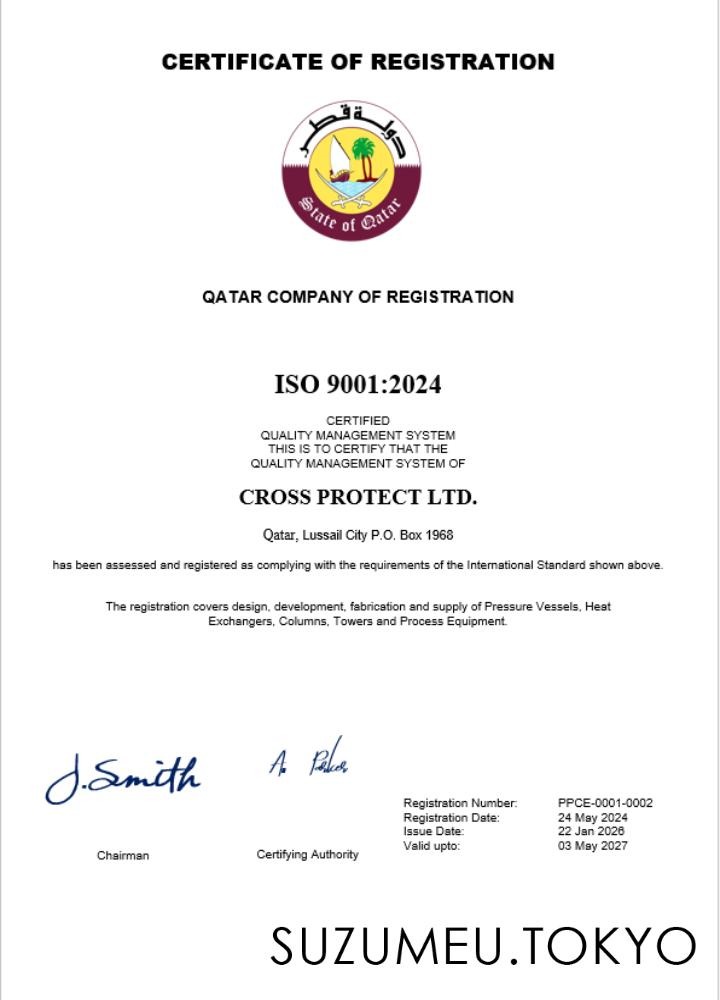 CERTIFICATE OF REGISTRATION
دولة قطر
State of Qatar
QATAR COMPANY OF REGISTRATION
ISO 9001:2024
CERTIFIED
QUALITY MANAGEMENT SYSTEM
THIS IS TO CERTIFY THAT THE
QUALITY MANAGEMENT SYSTEM OF
CROSS PROTECT LTD.
Qatar, Lussail City P.O. Box 1968
has been assessed and registered as complying with the requirements of the International Standard shown above.
The registration covers design, development, fabrication and supply of Pressure Vessels, Heat
Exchangers, Columns, Towers and Process Equipment.
J. Smith
A. Parker
Registration Number: PPCE-0001-0002
Registration Date: 24 May 2024
Issue Date: 22 Jan 2026
Valid upto: 03 May 2027
Chairman
Certifying Authority
SUZUMEU.TOKYO